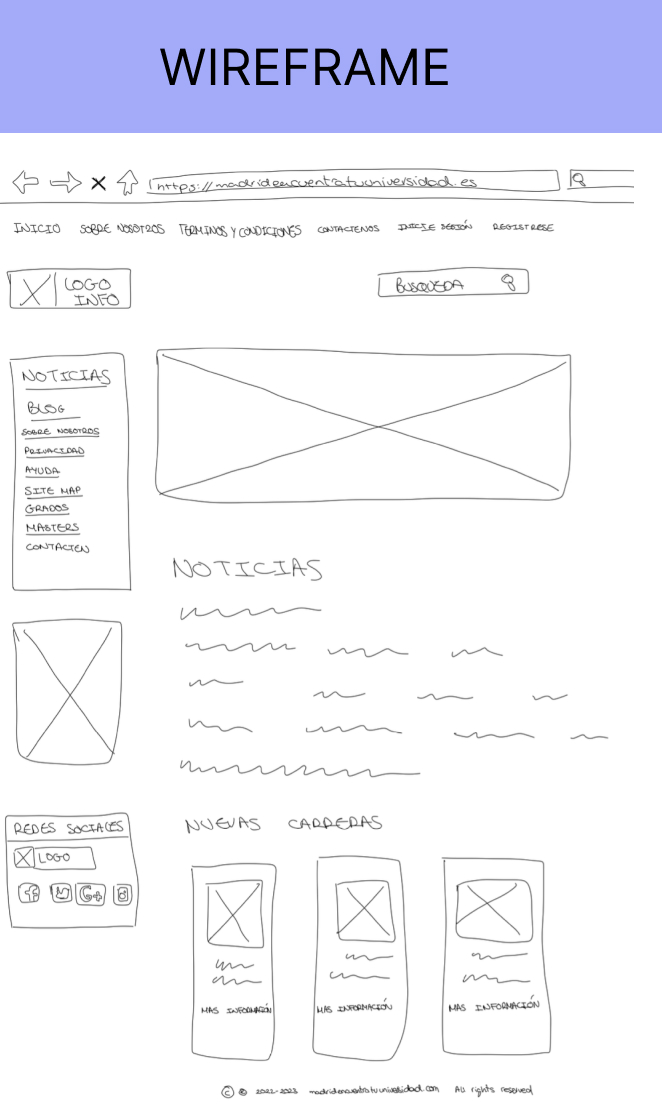 WIREFRAME
https://madridencuentratuuniversidad.es
INICIO SOBRE NOSOTROS TERMINOS Y CONDICIONES CONTACTENOS INICIE SESIÓN REGISTRESE
LOGO
INFO
BUSQUEDA
NOTICIAS
BLOG
SOBRE NOSOTROS
PRIVACIDAD
AYUDA
SITE MAP
GRADOS
MASTERS
CONTACTEN
NOTICIAS
NUEVAS CARRERAS
REDES SOCIALES
LOGO
G+
MAS INFORMARÓN
MAS INFORMACIÓN
MAS INFORMACIÓN
© ® 2022-2023 madridencuentratuuniversidad.com All rights reserved